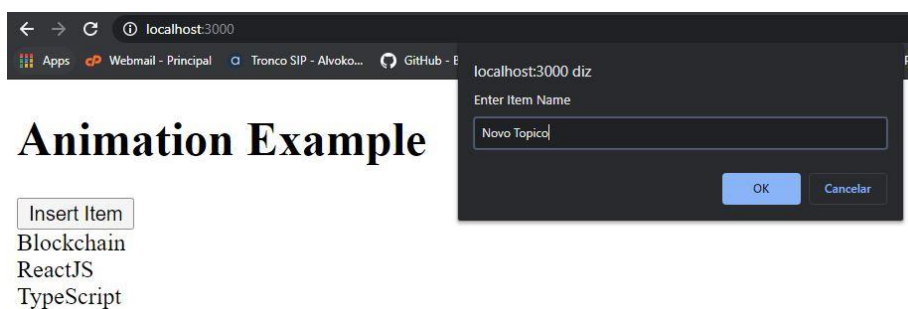 localhost:3000
Apps Webmail - Principal Tronco SIP - Alvoko... GitHub -
localhost:3000 diz
Enter Item Name
Novo Topico
OK Cancelar
Animation Example
Insert Item
Blockchain
ReactJS
TypeScript